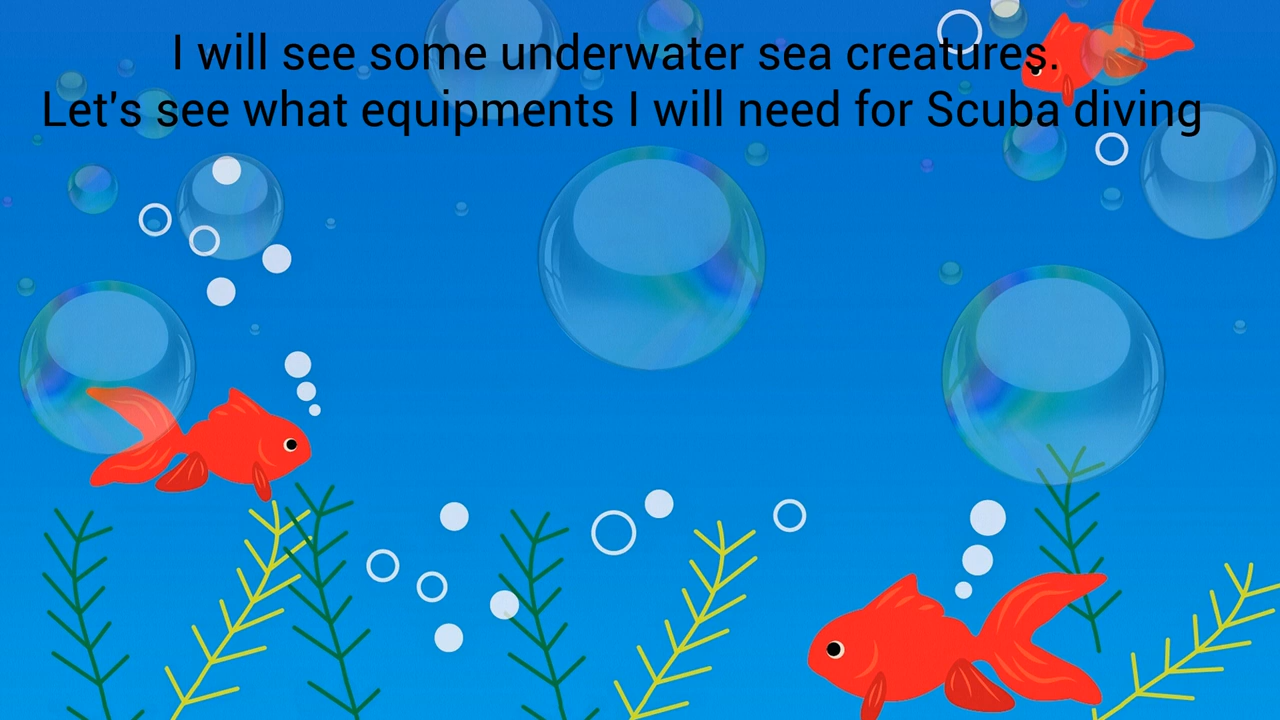 I will see some underwater sea creatures.
Let's see what equipments I will need for Scuba diving